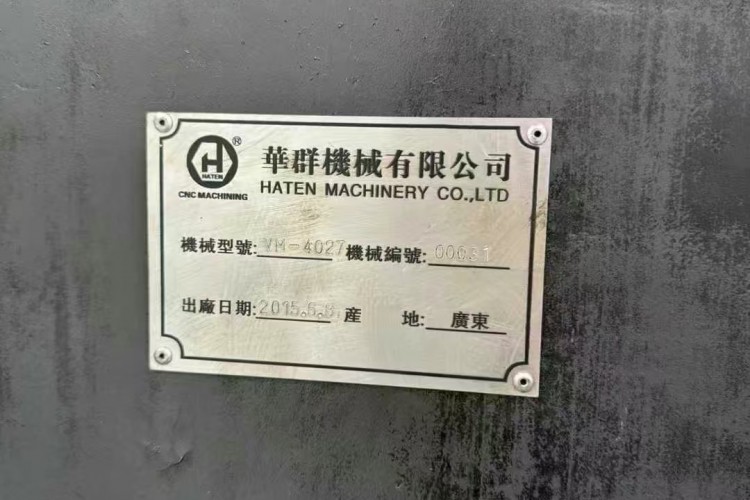 H
HATEN
®
CNC MACHINING
華群機械有限公司
HATEN MACHINERY CO.,LTD
機械型號: VM-4027 機械編號:
出廠日期: 2015.6.8. 産 地: 廣東